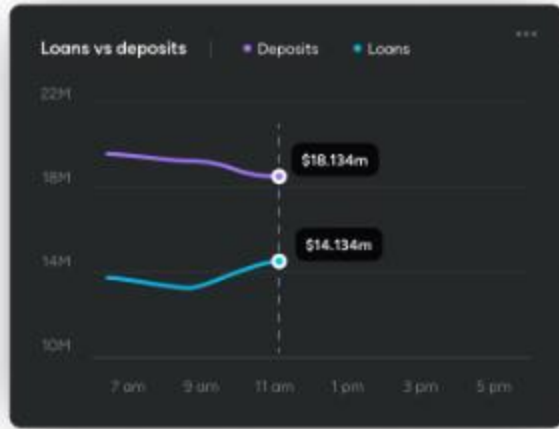 Loans vs deposits Deposits Loans
22M
$18.134m
18M
$14.134m
14M
10M
7 am 9 am 11 am 1 pm 3 pm 5 pm